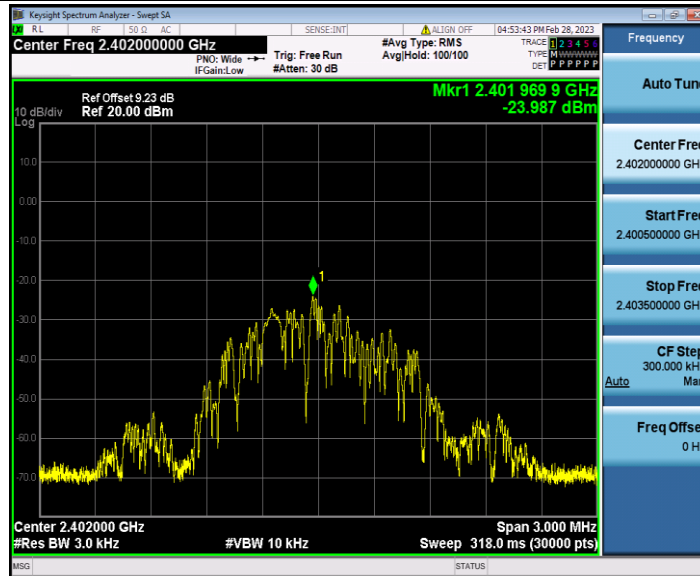 Keysight Spectrum Analyzer - Swept SA
RL RF 50 Ω AC SENSE:INT ALIGN OFF 04:53:43 PM Feb 28, 2023
Center Freq 2.402000000 GHz
PNO: Wide
IFGain:Low
Trig: Free Run
#Atten: 30 dB
#Avg Type: RMS
Avg|Hold: 100/100
TRACE 1 2 3 4 5 6
TYPE M WWWWW
DET P P P P P P
Ref Offset 9.23 dB
Ref 20.00 dBm
10 dB/div
Log
Mkr1 2.401 969 9 GHz
-23.987 dBm
10.0
0.00
-10.0
-20.0
-30.0
-40.0
-50.0
-60.0
-70.0
1
Center 2.402000 GHz
Span 3.000 MHz
#Res BW 3.0 kHz
#VBW 10 kHz
Sweep 318.0 ms (30000 pts)
MSG
STATUS
Frequency
Auto Tun
Center Fre
2.402000000 GH
Start Fre
2.400500000 GH
Stop Fre
2.403500000 GH
CF Step
300.000 kH
Auto Ma
Freq Offse
0 H